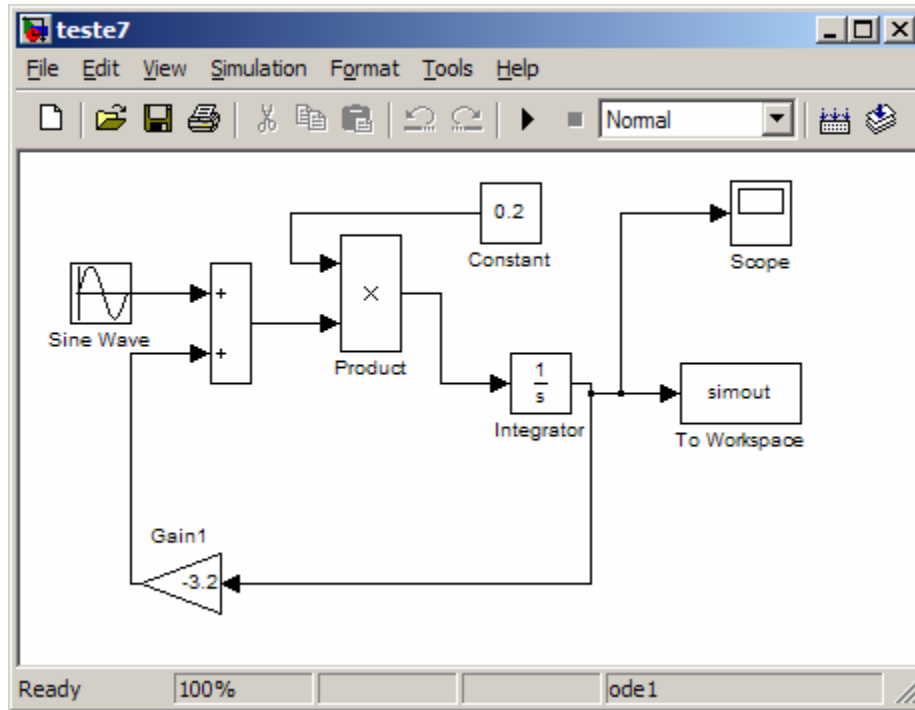 teste7
File Edit View Simulation Format Tools Help
Normal
0.2
Constant
Scope
Sine Wave
+
+
×
Product
1
s
Integrator
simout
To Workspace
Gain1
-3.2
Ready 100% ode1